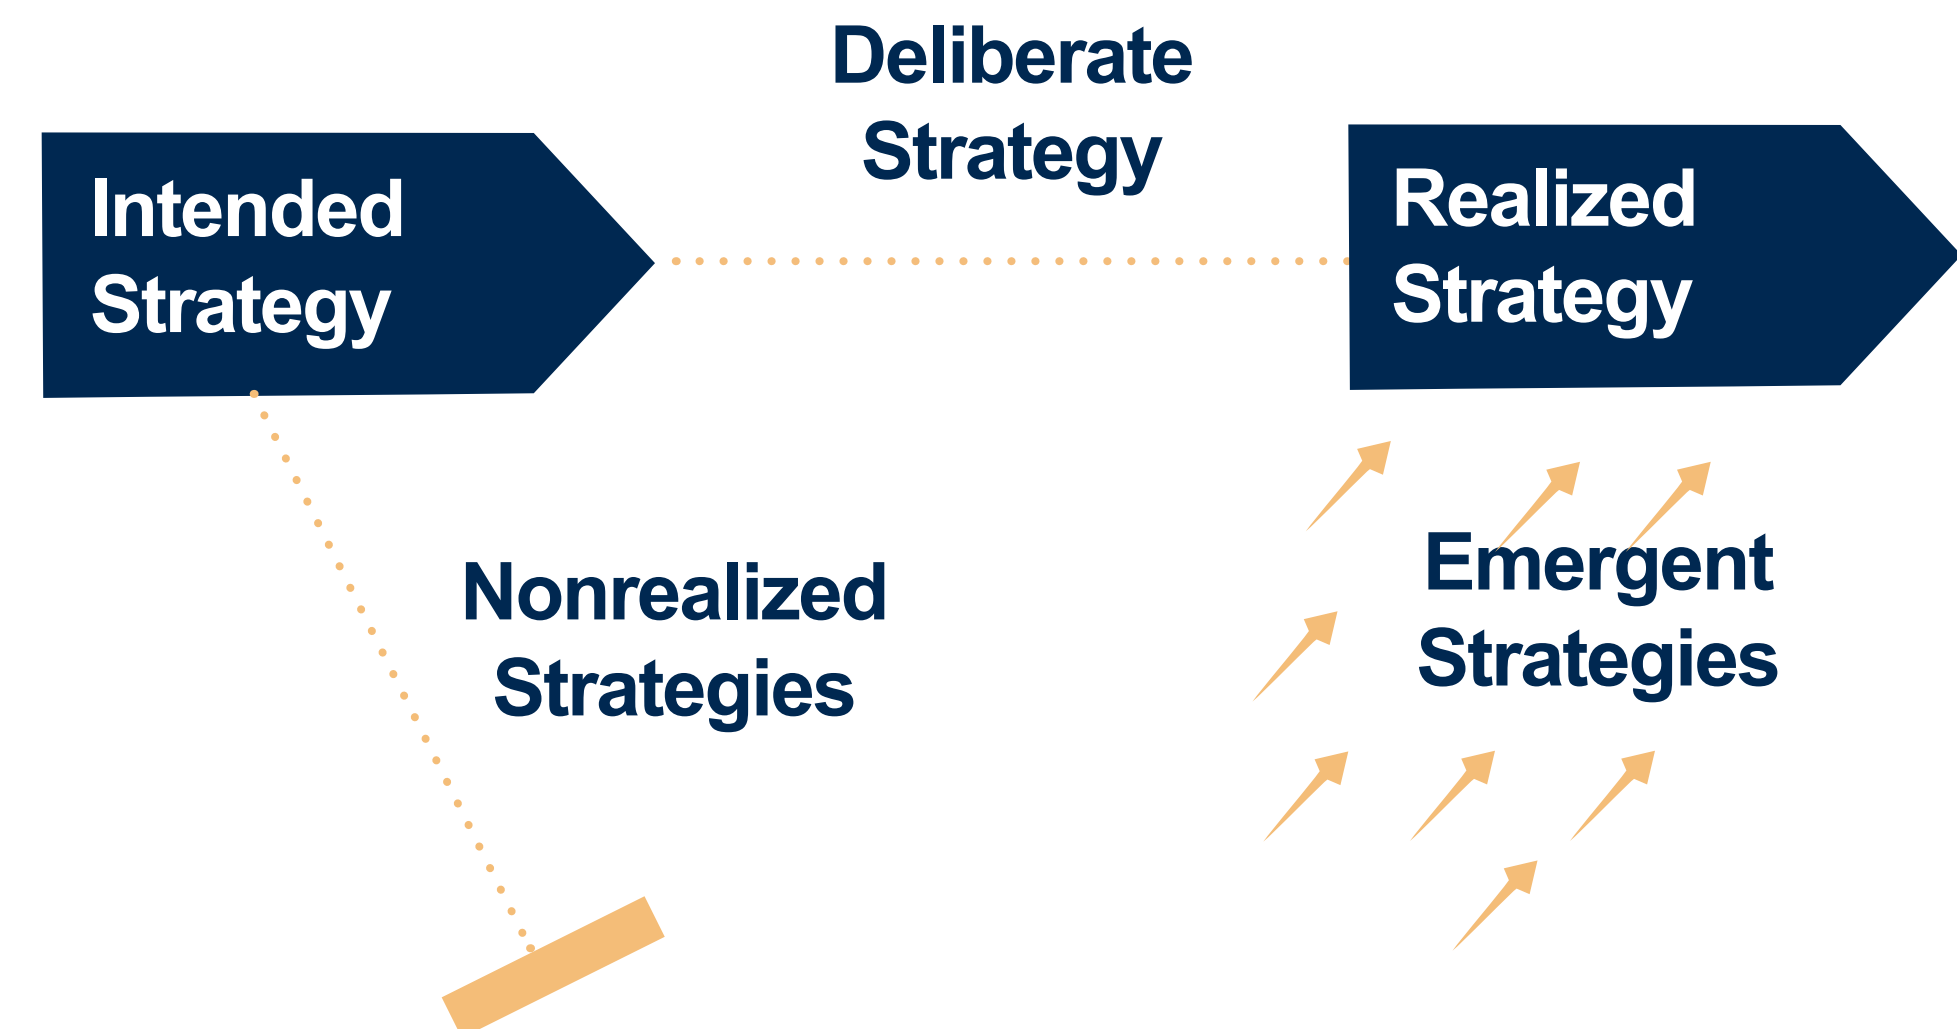 Deliberate
Strategy
Intended
Strategy
Realized
Strategy
Nonrealized
Strategies
Emergent
Strategies